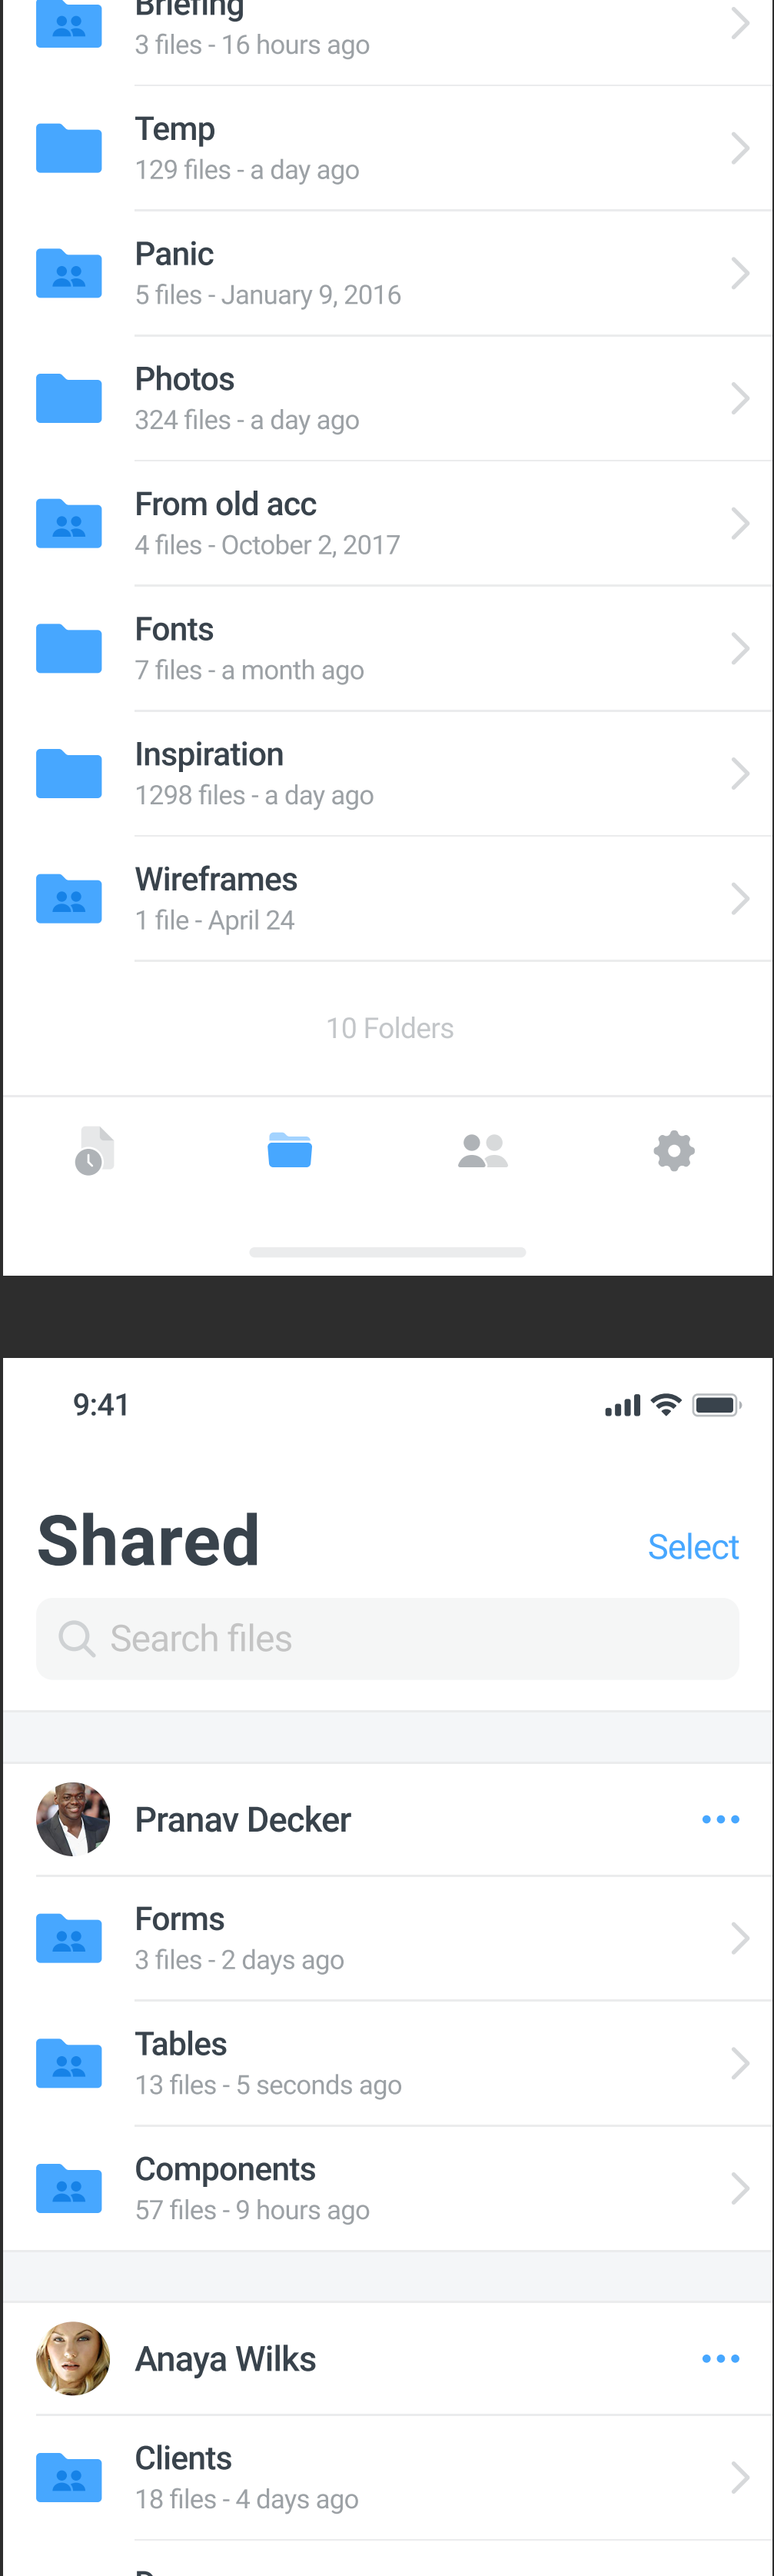 Briefing
3 files - 16 hours ago
Temp
129 files - a day ago
Panic
5 files - January 9, 2016
Photos
324 files - a day ago
From old acc
4 files - October 2, 2017
Fonts
7 files - a month ago
Inspiration
1298 files - a day ago
Wireframes
1 file - April 24
10 Folders
9:41
Shared
Select
Search files
Pranav Decker
Forms
3 files - 2 days ago
Tables
13 files - 5 seconds ago
Components
57 files - 9 hours ago
Anaya Wilks
Clients
18 files - 4 days ago